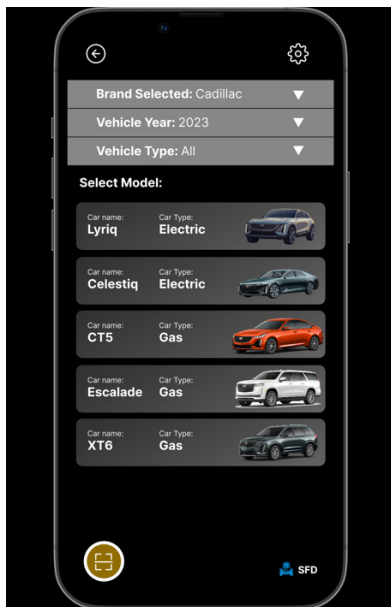 Brand Selected: Cadillac
Vehicle Year: 2023
Vehicle Type: All
Select Model:
Car name: Car Type:
Lyriq Electric
Car name: Car Type:
Celestiq Electric
Car name: Car Type:
CT5 Gas
Car name: Car Type:
Escalade Gas
Car name: Car Type:
XT6 Gas
SFD